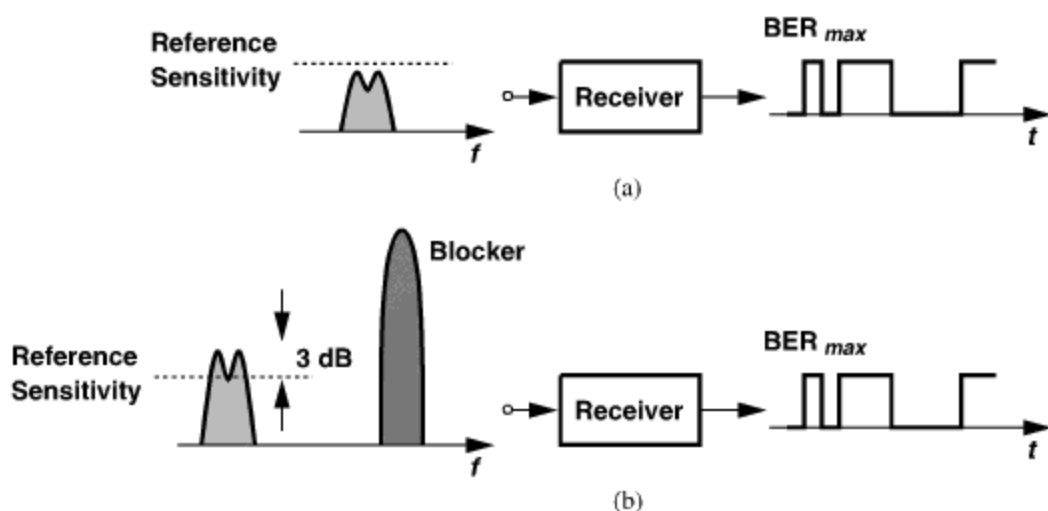 Reference
Sensitivity
f
Receiver
BER max
t
(a)
Blocker
3 dB
Reference
Sensitivity
f
Receiver
BER max
t
(b)